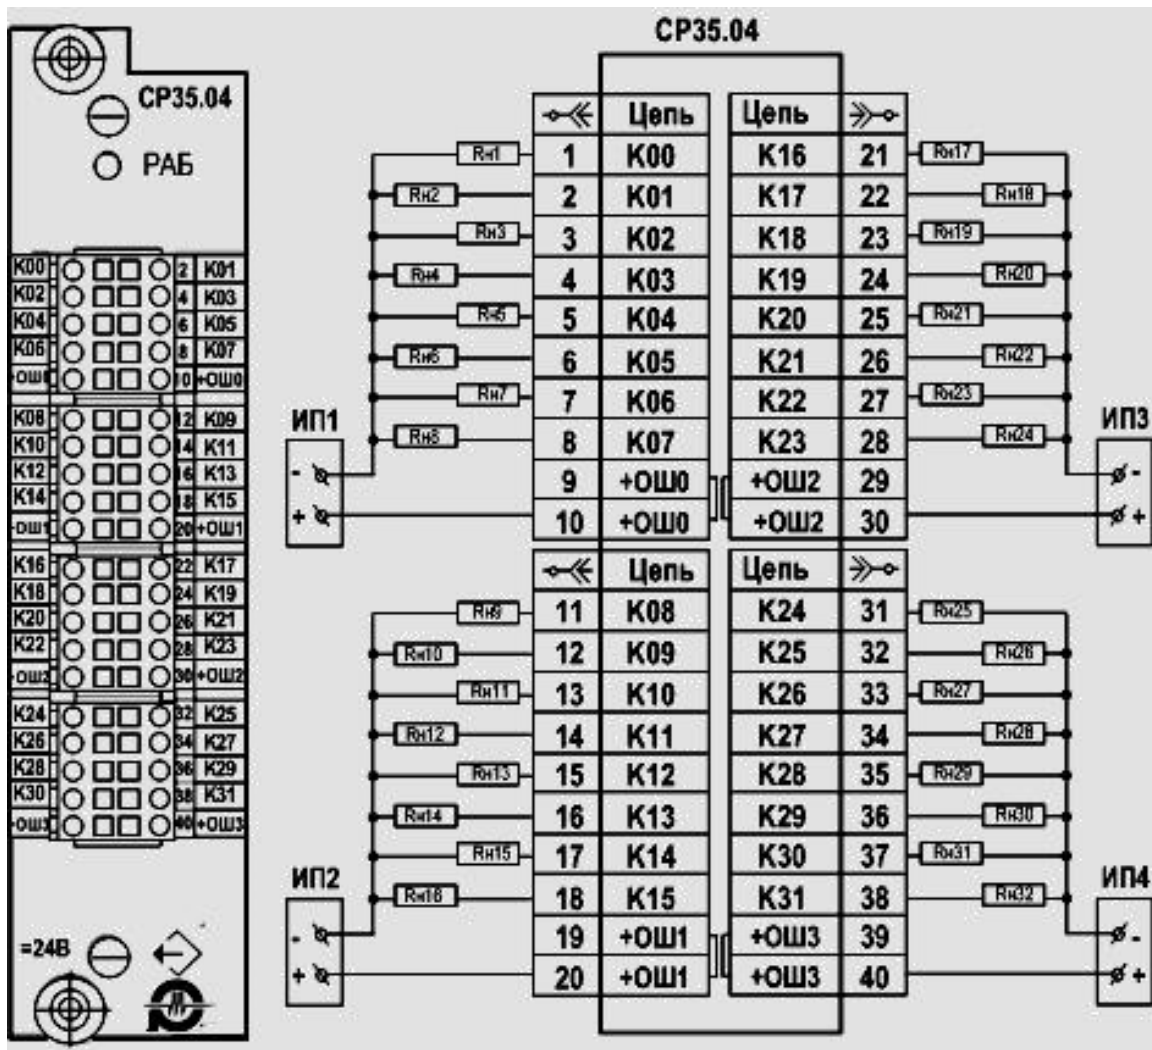 СР35.04
РАБ
К00 2 К01
К02 4 К03
К04 6 К05
К06 8 К07
+ОШ0 10 +ОШ0
К08 12 К09
К10 14 К11
К12 16 К13
К14 18 К15
+ОШ1 20 +ОШ1
К16 22 К17
К18 24 К19
К20 26 К21
К22 28 К23
+ОШ2 30 +ОШ2
К24 32 К25
К26 34 К27
К28 36 К29
К30 38 К31
+ОШ3 40 +ОШ3
=24В
СР35.04
Цепь Цепь
Rн1 1 К00 К16 21 Rн17
Rн2 2 К01 К17 22 Rн18
Rн3 3 К02 К18 23 Rн19
Rн4 4 К03 К19 24 Rн20
Rн5 5 К04 К20 25 Rн21
Rн6 6 К05 К21 26 Rн22
Rн7 7 К06 К22 27 Rн23
ИП1 ИП3
Rн8 8 К07 К23 28 Rн24
- 9 +ОШ0 +ОШ2 29 -
+ 10 +ОШ0 +ОШ2 30 +
Цепь Цепь
Rн9 11 К08 К24 31 Rн25
Rн10 12 К09 К25 32 Rн26
Rн11 13 К10 К26 33 Rн27
Rн12 14 К11 К27 34 Rн28
Rн13 15 К12 К28 35 Rн29
Rн14 16 К13 К29 36 Rн30
Rн15 17 К14 К30 37 Rн31
ИП2 ИП4
Rн16 18 К15 К31 38 Rн32
- 19 +ОШ1 +ОШ3 39 -
+ 20 +ОШ1 +ОШ3 40 +